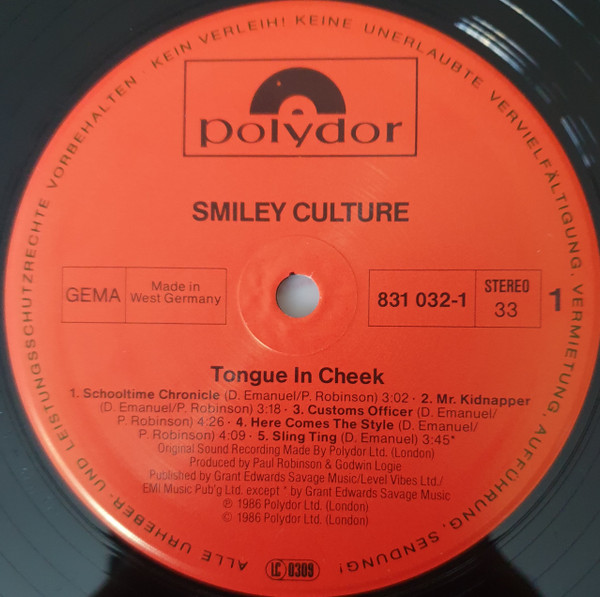 ALLE URHEBER- UND LEISTUNGSSCHUTZRECHTE VORBEHALTEN · KEIN VERLEIH! KEINE UNERLAUBTE VERVIELFÄLTIGUNG, VERMIETUNG, AUFFÜHRUNG, SENDUNG!
polydor
SMILEY CULTURE
GEMA
Made in
West Germany
831 032-1
STEREO
33
1
Tongue In Cheek
1. Schooltime Chronicle (D. Emanuel/P. Robinson) 3:02 · 2. Mr. Kidnapper
(D. Emanuel/P. Robinson) 3:18 · 3. Customs Officer (D. Emanuel/
P. Robinson) 4:26 · 4. Here Comes The Style (D. Emanuel/
P. Robinson) 4:09 · 5. Sling Ting (D. Emanuel) 3:45*
Original Sound Recording Made By Polydor Ltd. (London)
Produced by Paul Robinson & Godwin Logie
Published by Grant Edwards Savage Music/Level Vibes Ltd./
EMI Music Pub'g Ltd. except * by Grant Edwards Savage Music
℗ 1986 Polydor Ltd. (London)
© 1986 Polydor Ltd. (London)
LC 0309